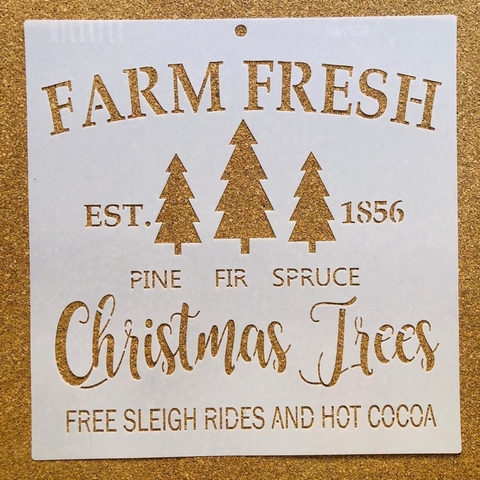 FARM FRESH
EST. 1856
PINE FIR SPRUCE
Christmas Trees
FREE SLEIGH RIDES AND HOT COCOA